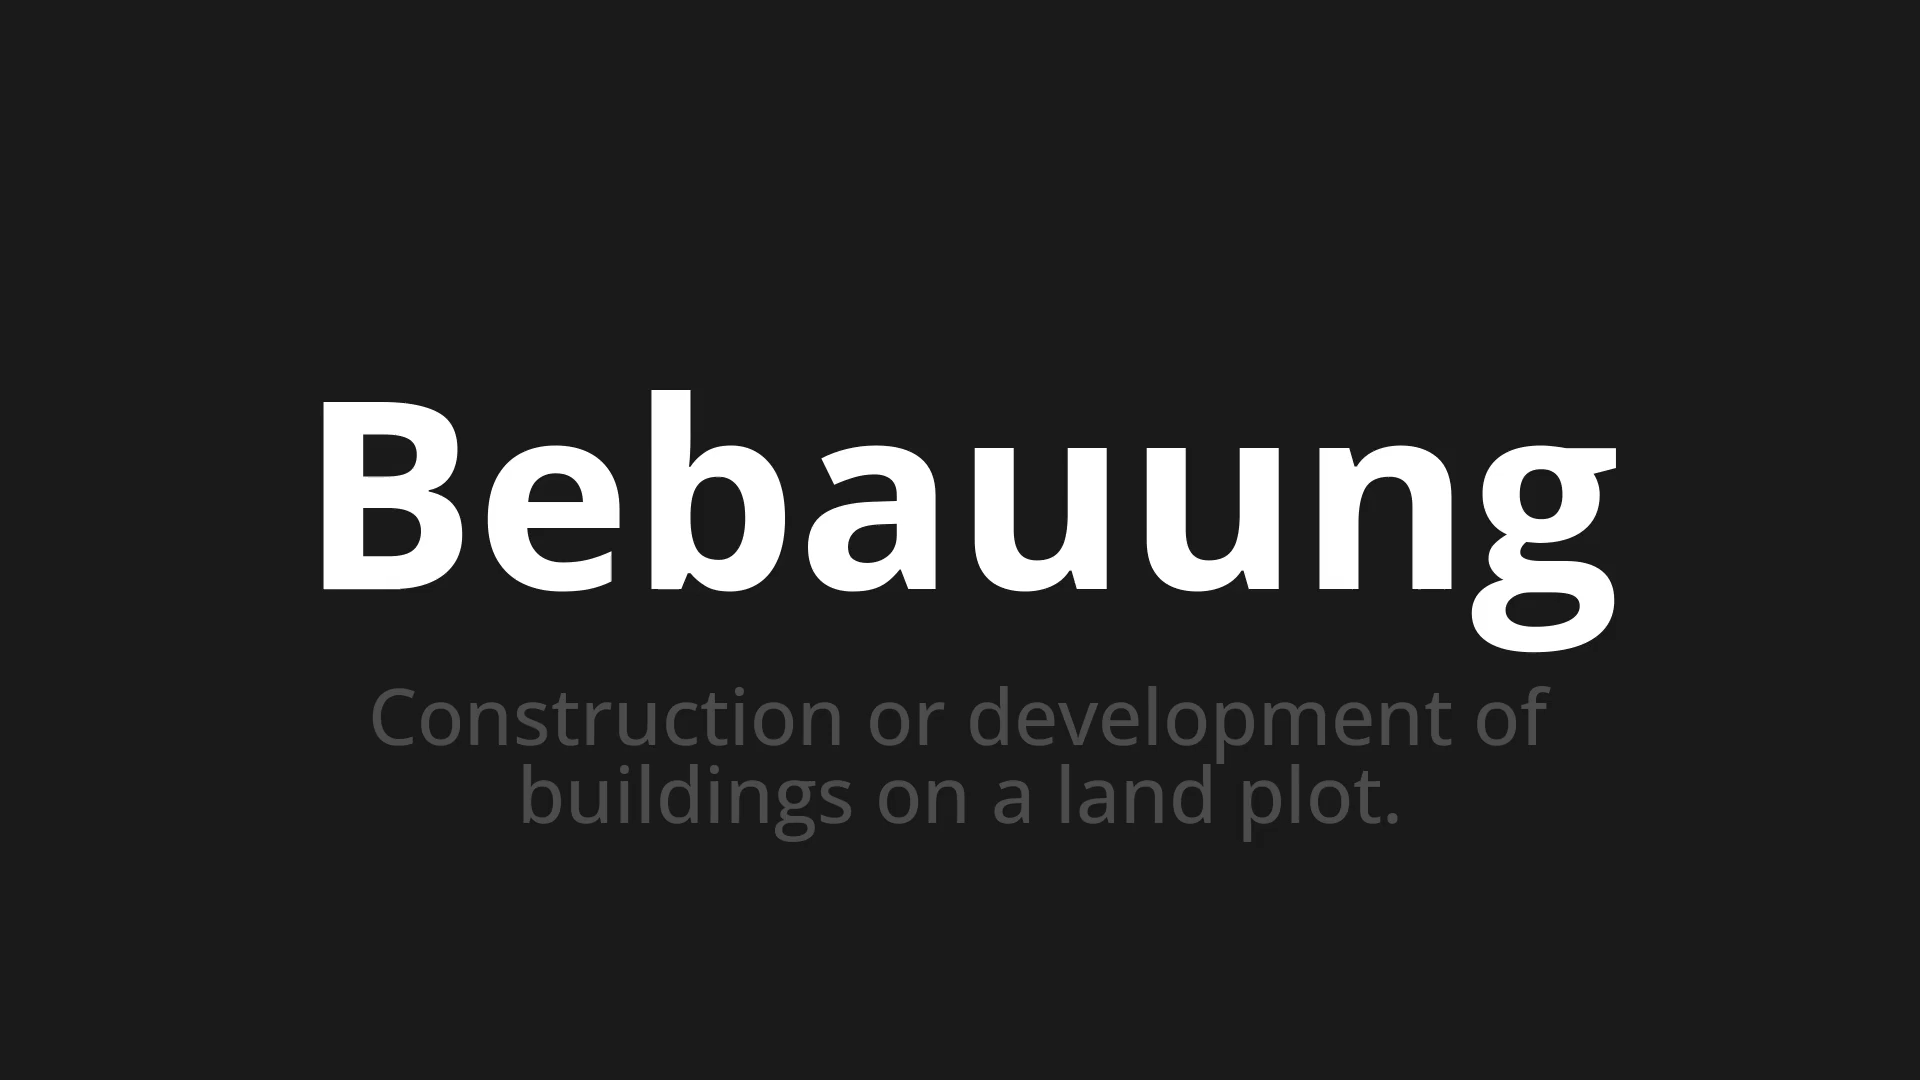 Bebauung
Construction or development of
buildings on a land plot.